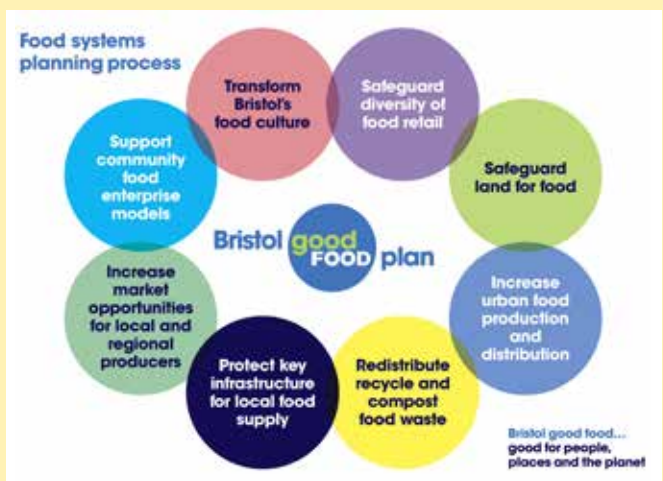 Food systems
planning process
Transform
Bristol's
food culture
Safeguard
diversity of
food retail
Safeguard
land for food
Increase
urban food
production
and
distribution
Redistribute
recycle and
compost
food waste
Protect key
infrastructure
for local food
supply
Increase
market
opportunities
for local and
regional
producers
Support
community
food
enterprise
models
Bristol good FOOD plan
Bristol good food...
good for people,
places and the planet